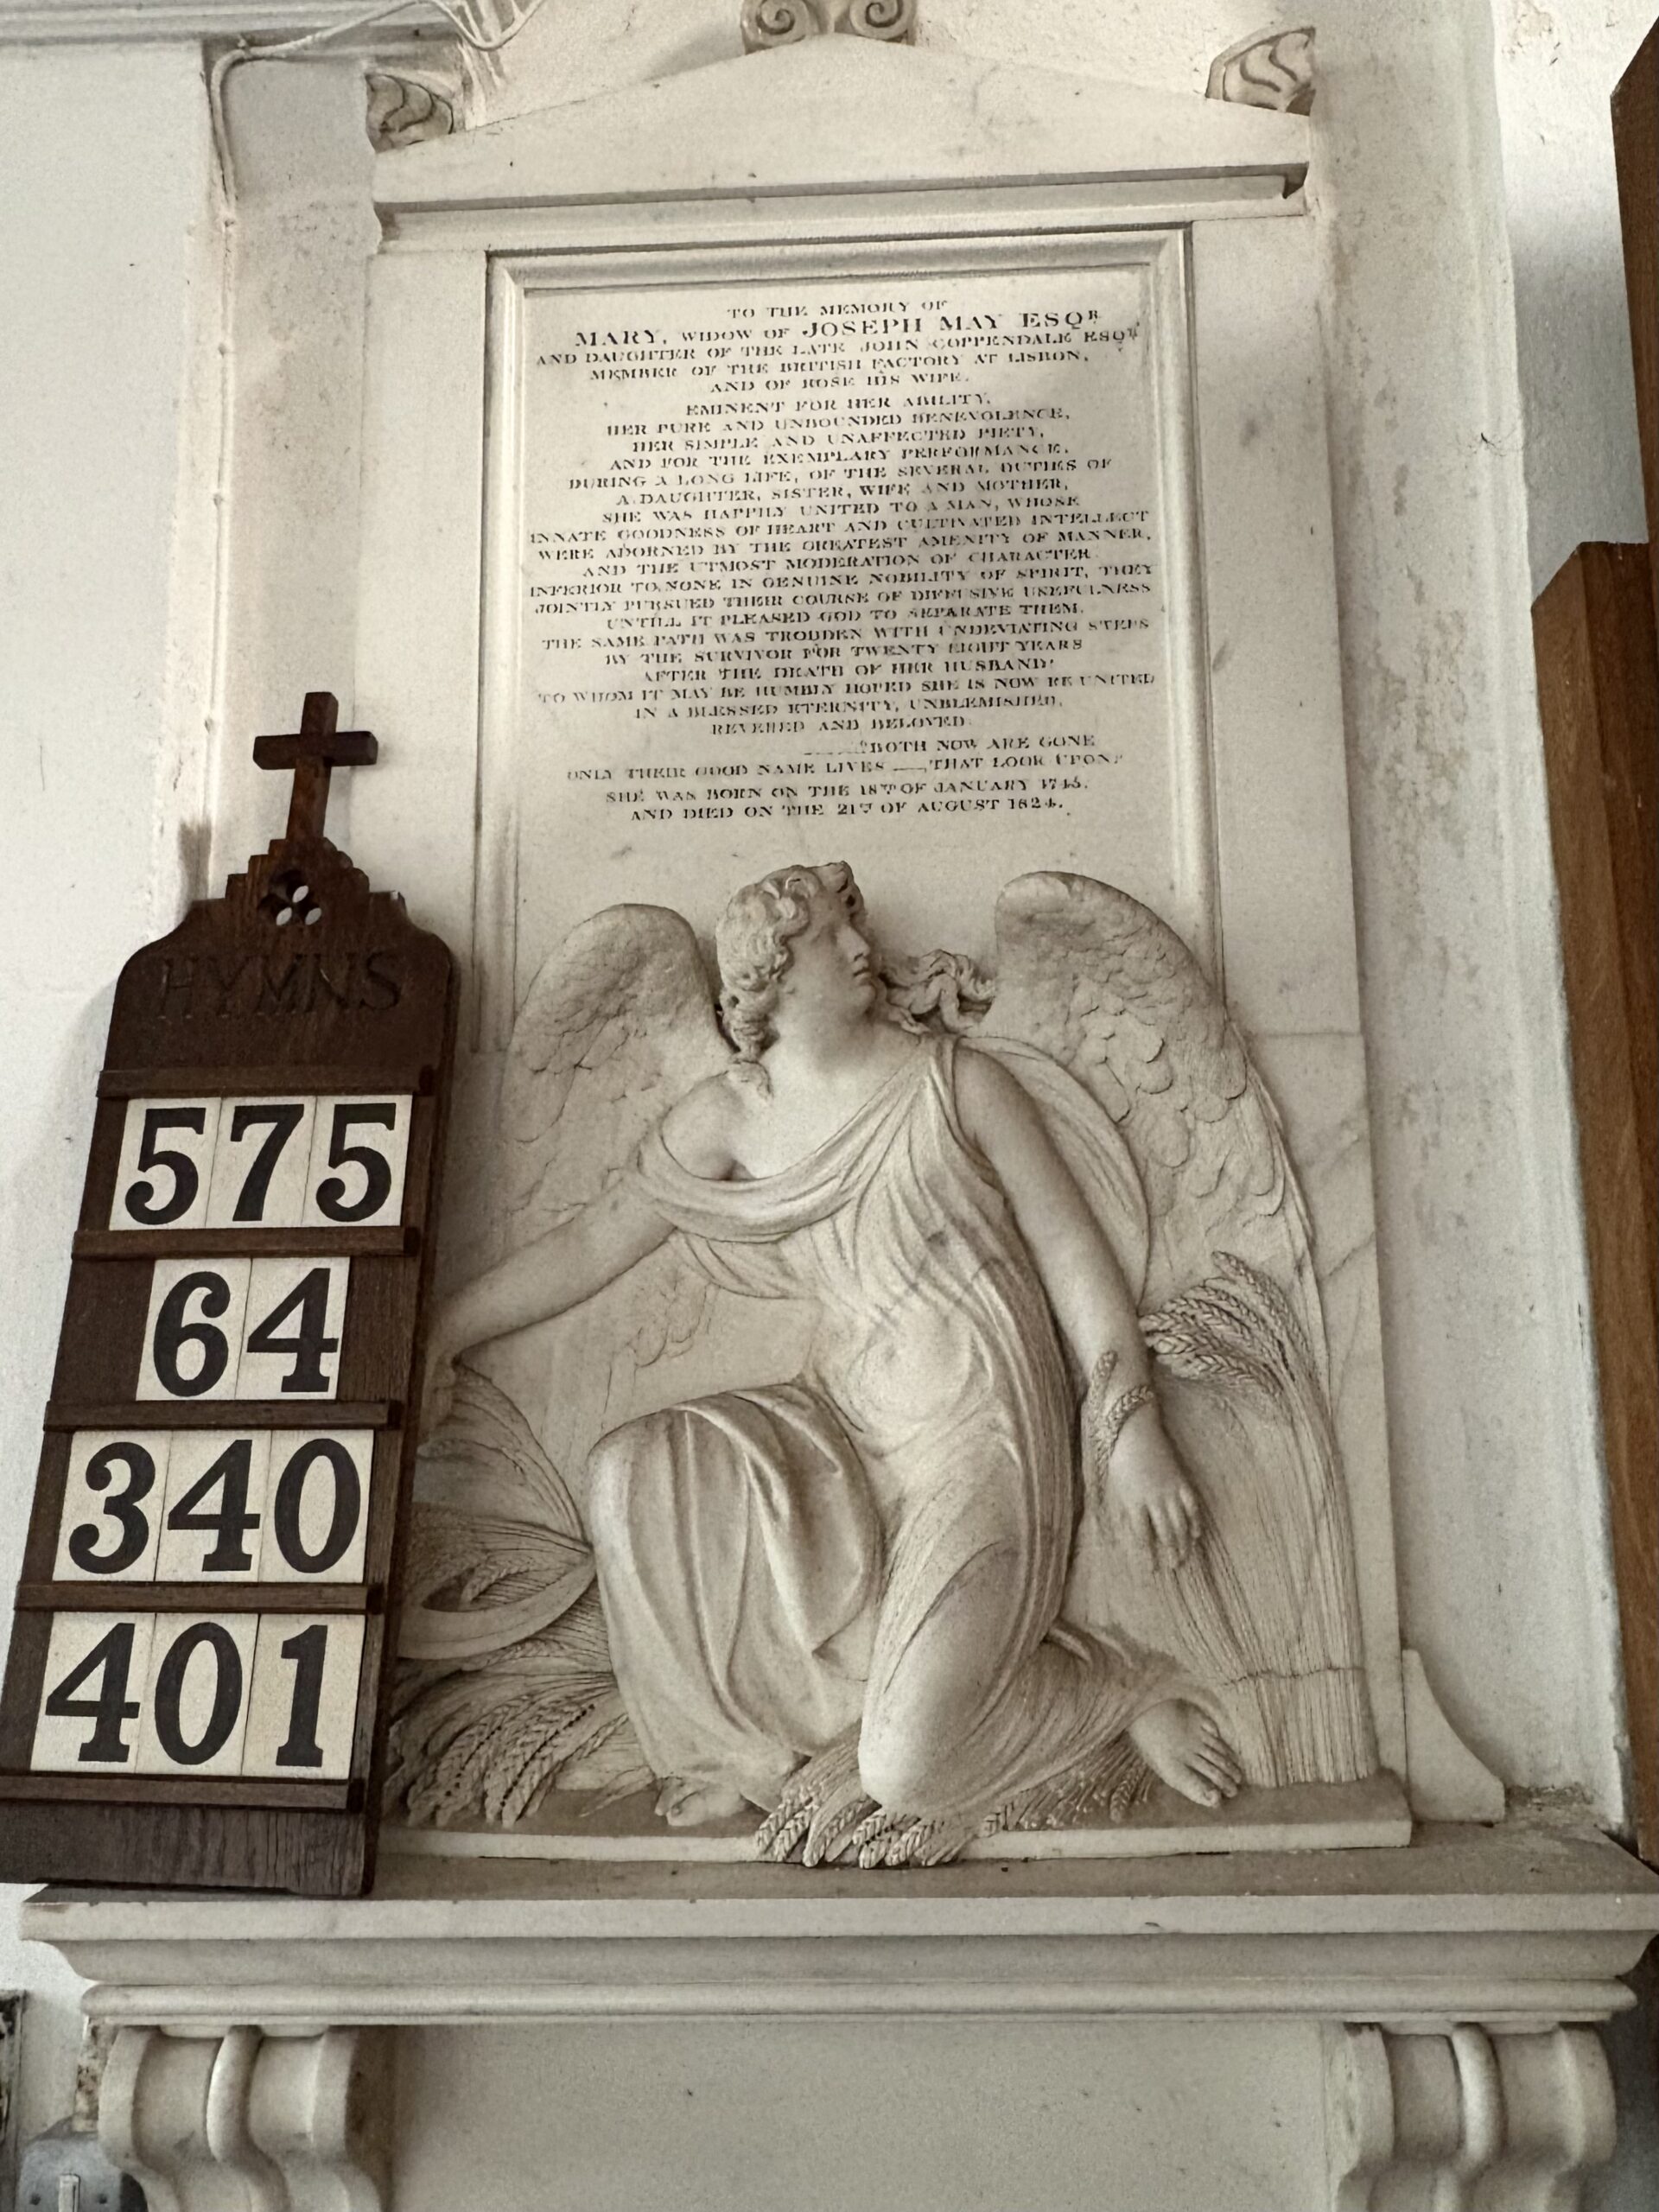 TO THE MEMORY OF
MARY, WIDOW OF JOSEPH MAY ESQR
AND DAUGHTER OF THE LATE JOHN COPPENDALE ESQR
MEMBER OF THE BRITISH FACTORY AT LISBON,
AND OF ROSE HIS WIFE.
EMINENT FOR HER ABILITY,
HER PURE AND UNBOUNDED BENEVOLENCE,
HER SIMPLE AND UNAFFECTED PIETY,
AND FOR THE EXEMPLARY PERFORMANCE,
DURING A LONG LIFE, OF THE SEVERAL DUTIES OF
A DAUGHTER, SISTER, WIFE AND MOTHER,
SHE WAS HAPPILY UNITED TO A MAN, WHOSE
INNATE GOODNESS OF HEART AND CULTIVATED INTELLECT
WERE ADORNED BY THE GREATEST AMENITY OF MANNER,
AND THE UTMOST MODERATION OF CHARACTER
INFERIOR TO NONE IN GENUINE NOBILITY OF SPIRIT, THEY
JOINTLY PURSUED THEIR COURSE OF DIFFUSIVE USEFULNESS
UNTILL IT PLEASED GOD TO SEPARATE THEM.
THE SAME PATH WAS TRODDEN WITH UNDEVIATING STEPS
BY THE SURVIVOR FOR TWENTY EIGHT YEARS
AFTER THE DEATH OF HER HUSBAND
TO WHOM IT MAY BE HUMBLY HOPED SHE IS NOW RE UNITED
IN A BLESSED ETERNITY, UNBLEMISHED,
REVERED AND BELOVED.
——"BOTH NOW ARE GONE
ONLY THEIR GOOD NAME LIVES —— THAT LOOK UPON."
SHE WAS BORN ON THE 18TH OF JANUARY 1745.
AND DIED ON THE 21ST OF AUGUST 1824.
HYMNS
575
64
340
401